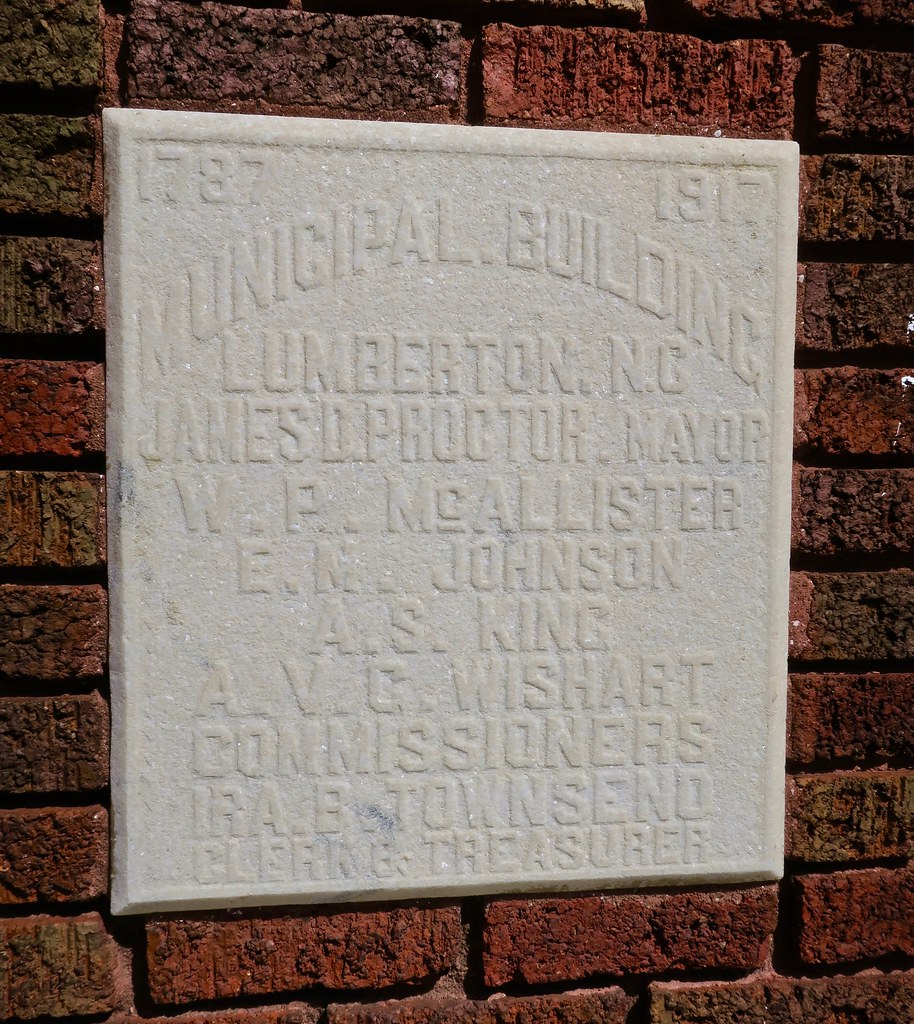 1787 1917
MUNICIPAL. BUILDING
LUMBERTON, N.C
JAMES D. PROCTOR. MAYOR
W. P. McALLISTER
E. M. JOHNSON
A. S. KING
A. V. G. WISHART
COMMISSIONERS
IRA. B. TOWNSEND
CLERK & TREASURER